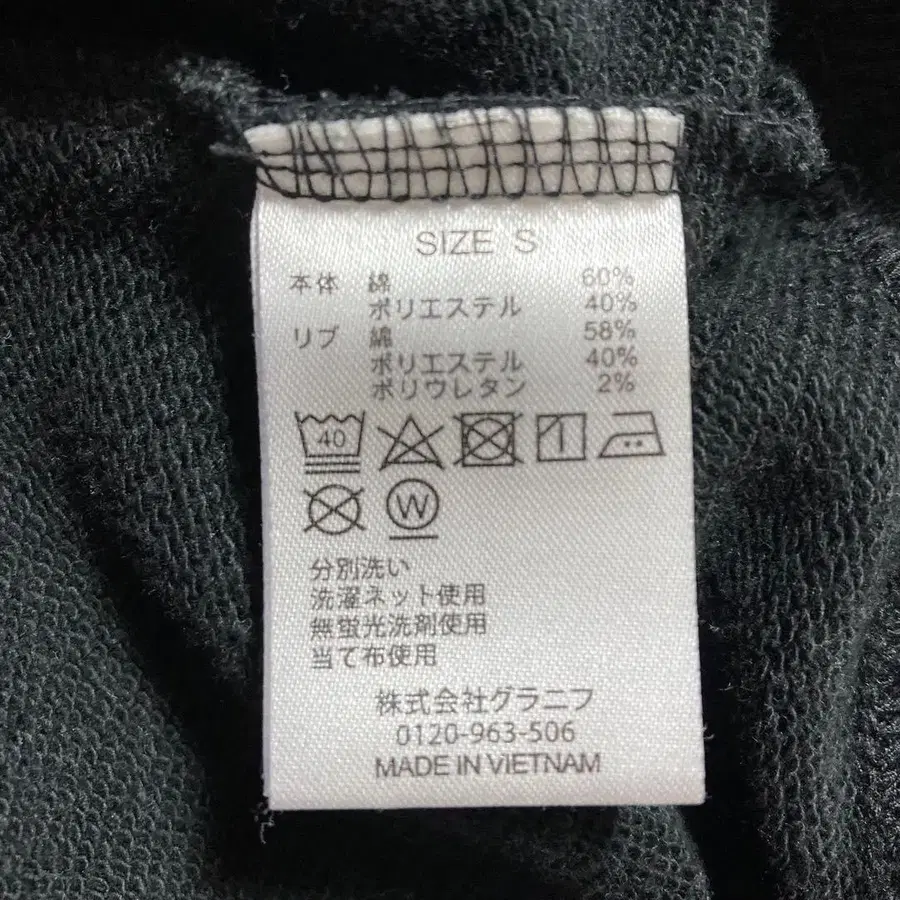 SIZE S
本体 綿 60%
ポリエステル 40%
リブ 綿 58%
ポリエステル 40%
ポリウレタン 2%
40
W
分別洗い
洗濯ネット使用
無蛍光洗剤使用
当て布使用
株式会社グラニフ
0120-963-506
MADE IN VIETNAM